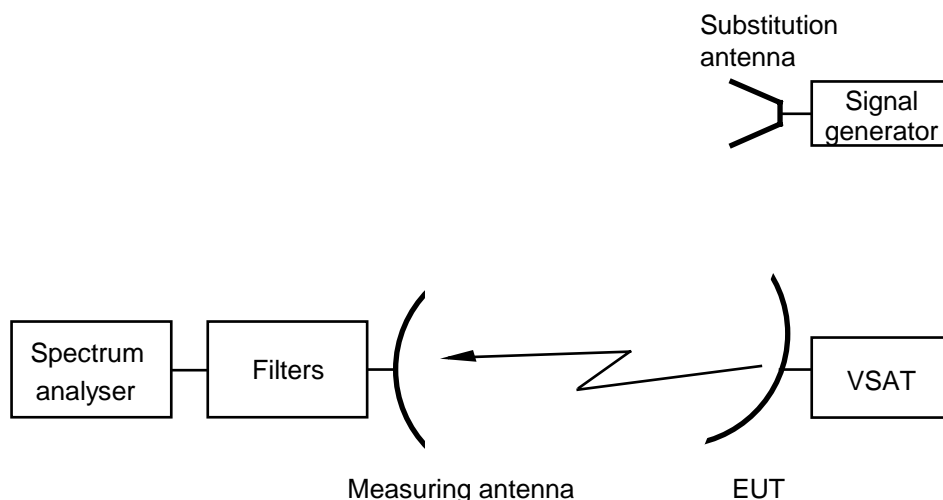 Substitution
antenna
Signal
generator
Spectrum
analyser
Filters
VSAT
Measuring antenna
EUT